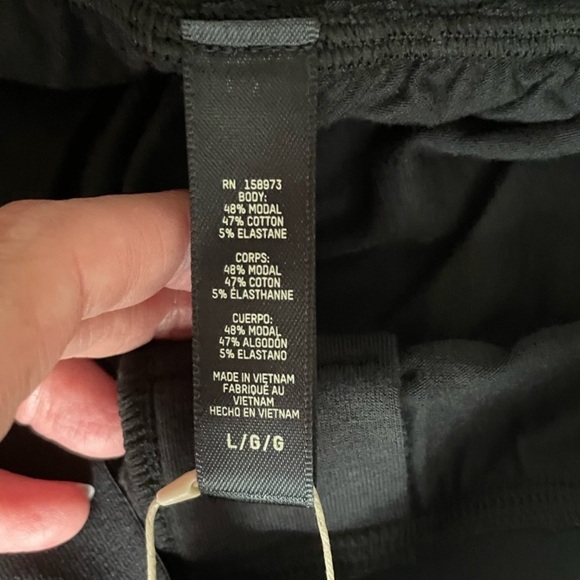 RN 158973
BODY:
48% MODAL
47% COTTON
5% ELASTANE
CORPS:
48% MODAL
47% COTON
5% ÉLASTHANNE
CUERPO:
48% MODAL
47% ALGODÓN
5% ELASTANO
MADE IN VIETNAM
FABRIQUÉ AU
VIETNAM
HECHO EN VIETNAM
L/G/G